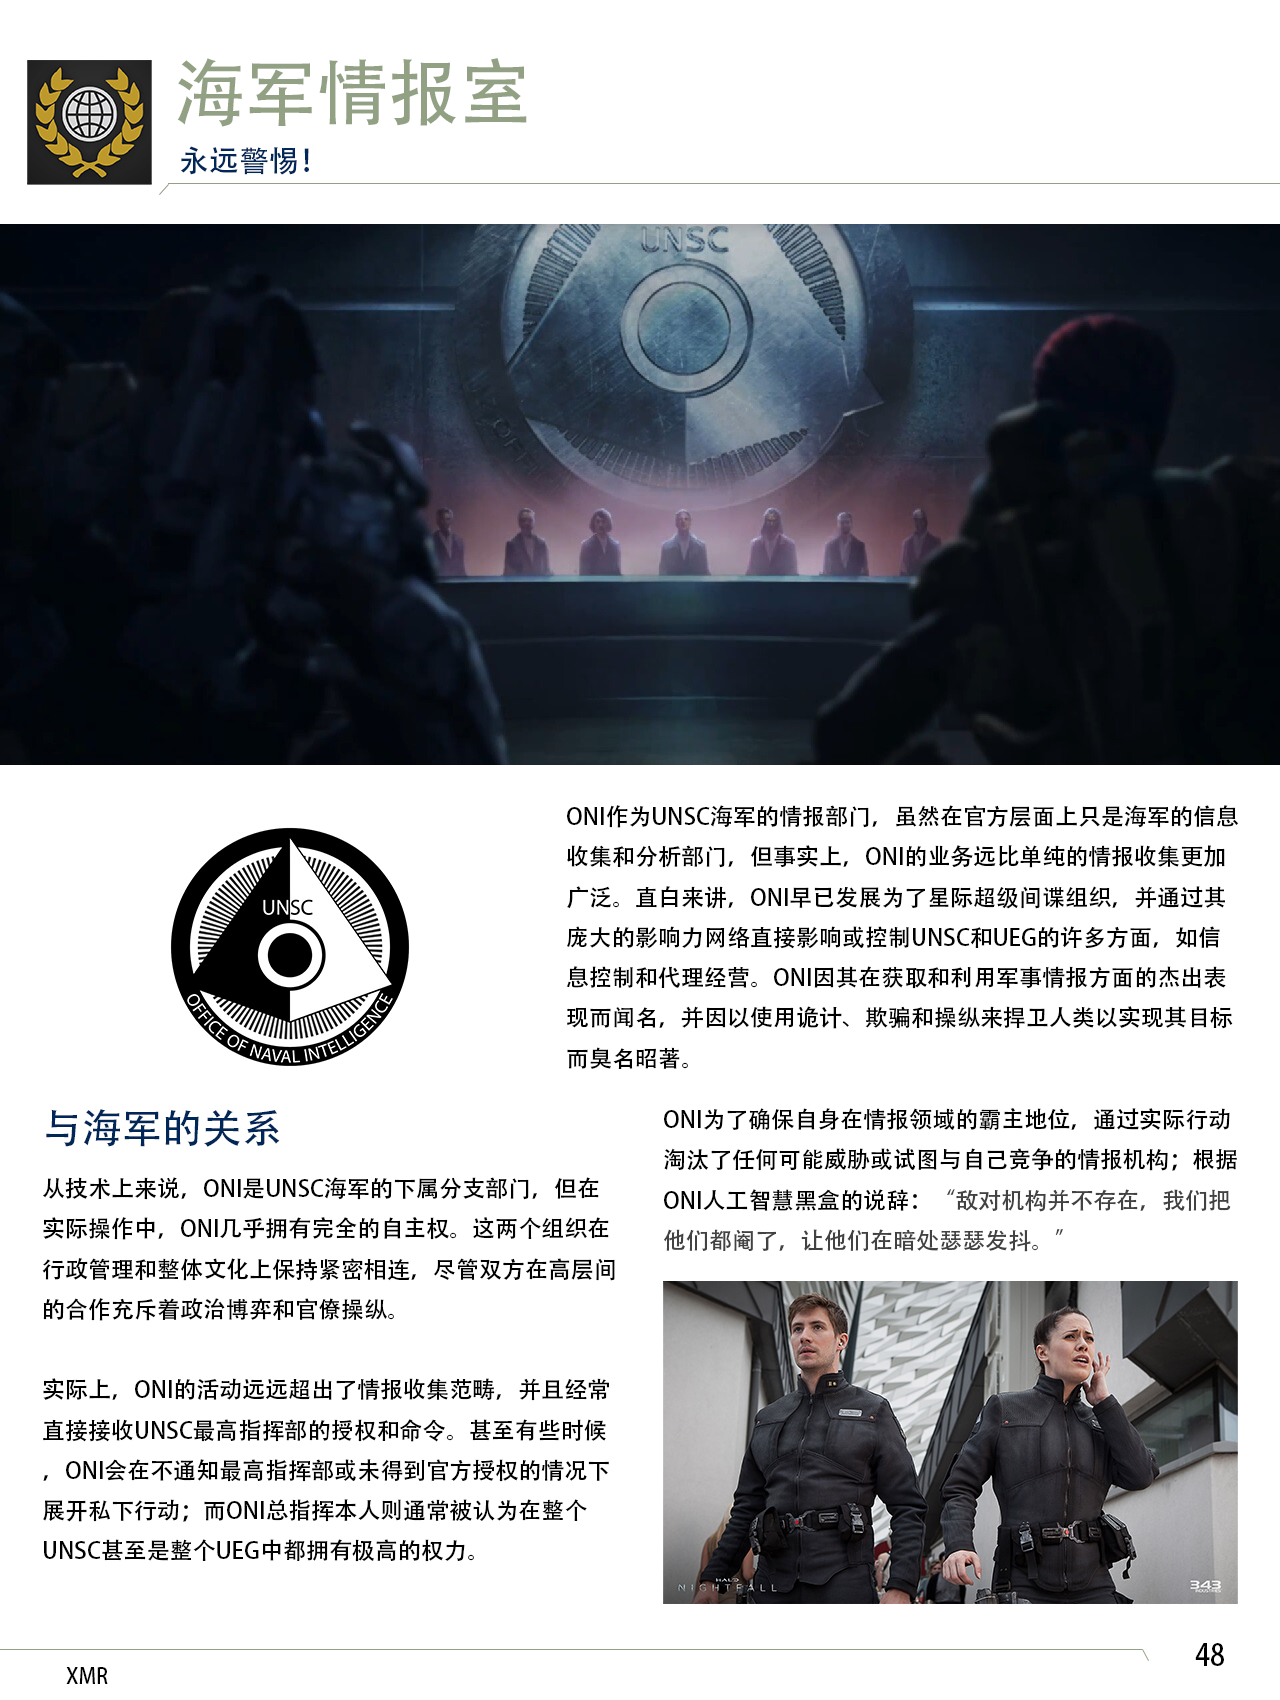 海军情报室
永远警惕！
UNSC
ONI作为UNSC海军的情报部门，虽然在官方层面上只是海军的信息
收集和分析部门，但事实上，ONI的业务远比单纯的情报收集更加
广泛。直白来讲，ONI早已发展为了星际超级间谍组织，并通过其
庞大的影响力网络直接影响或控制UNSC和UEG的许多方面，如信
息控制和代理经营。ONI因其在获取和利用军事情报方面的杰出表
现而闻名，并因以使用诡计、欺骗和操纵来捍卫人类以实现其目标
而臭名昭著。
UNSC
OFFICE OF NAVAL INTELLIGENCE
与海军的关系
从技术上来说，ONI是UNSC海军的下属分支部门，但在
实际操作中，ONI几乎拥有完全的自主权。这两个组织在
行政管理和整体文化上保持紧密相连，尽管双方在高层间
的合作充斥着政治博弈和官僚操纵。
实际上，ONI的活动远远超出了情报收集范畴，并且经常
直接接收UNSC最高指挥部的授权和命令。甚至有些时候
，ONI会在不通知最高指挥部或未得到官方授权的情况下
展开私下行动；而ONI总指挥本人则通常被认为在整个
UNSC甚至是整个UEG中都拥有极高的权力。
ONI为了确保自身在情报领域的霸主地位，通过实际行动
淘汰了任何可能威胁或试图与自己竞争的情报机构；根据
ONI人工智慧黑盒的说辞：“敌对机构并不存在，我们把
他们都阉了，让他们在暗处瑟瑟发抖。”
HALO
NIGHTFALL
343
INDUSTRIES
XMR
48